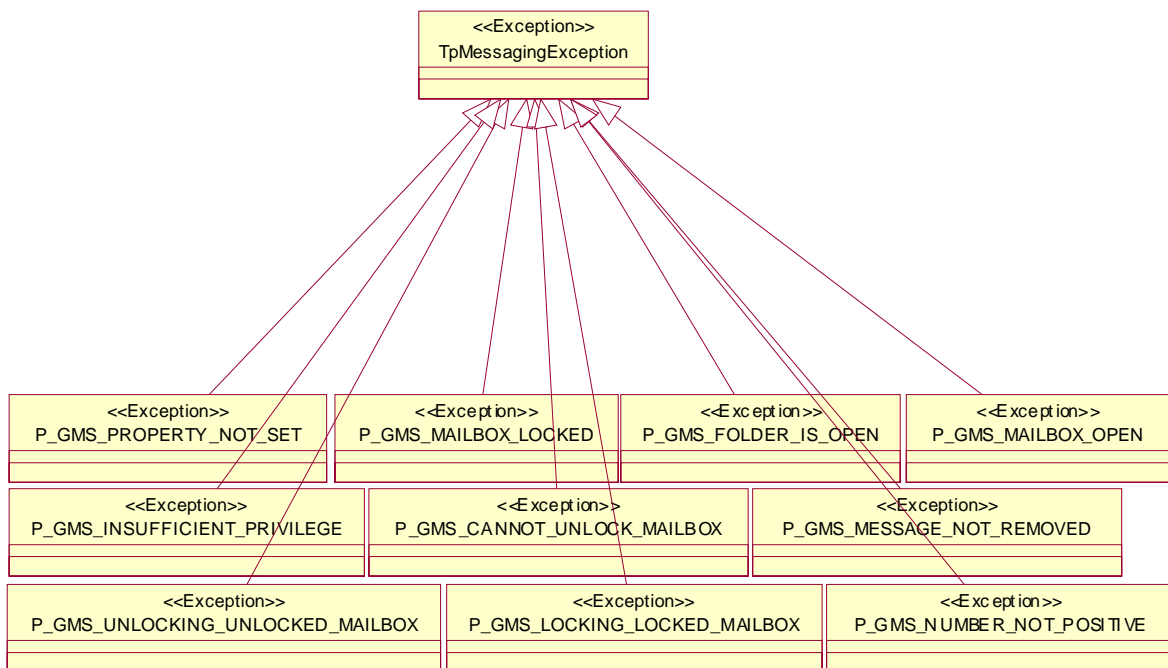 <<Exception>>
TpMessagingException
<<Exception>>
P_GMS_PROPERTY_NOT_SET
<<Exception>>
P_GMS_MAILBOX_LOCKED
<<Exception>>
P_GMS_FOLDER_IS_OPEN
<<Exception>>
P_GMS_MAILBOX_OPEN
<<Exception>>
P_GMS_INSUFFICIENT_PRIVILEGE
<<Exception>>
P_GMS_CANNOT_UNLOCK_MAILBOX
<<Exception>>
P_GMS_MESSAGE_NOT_REMOVED
<<Exception>>
P_GMS_UNLOCKING_UNLOCKED_MAILBOX
<<Exception>>
P_GMS_LOCKING_LOCKED_MAILBOX
<<Exception>>
P_GMS_NUMBER_NOT_POSITIVE